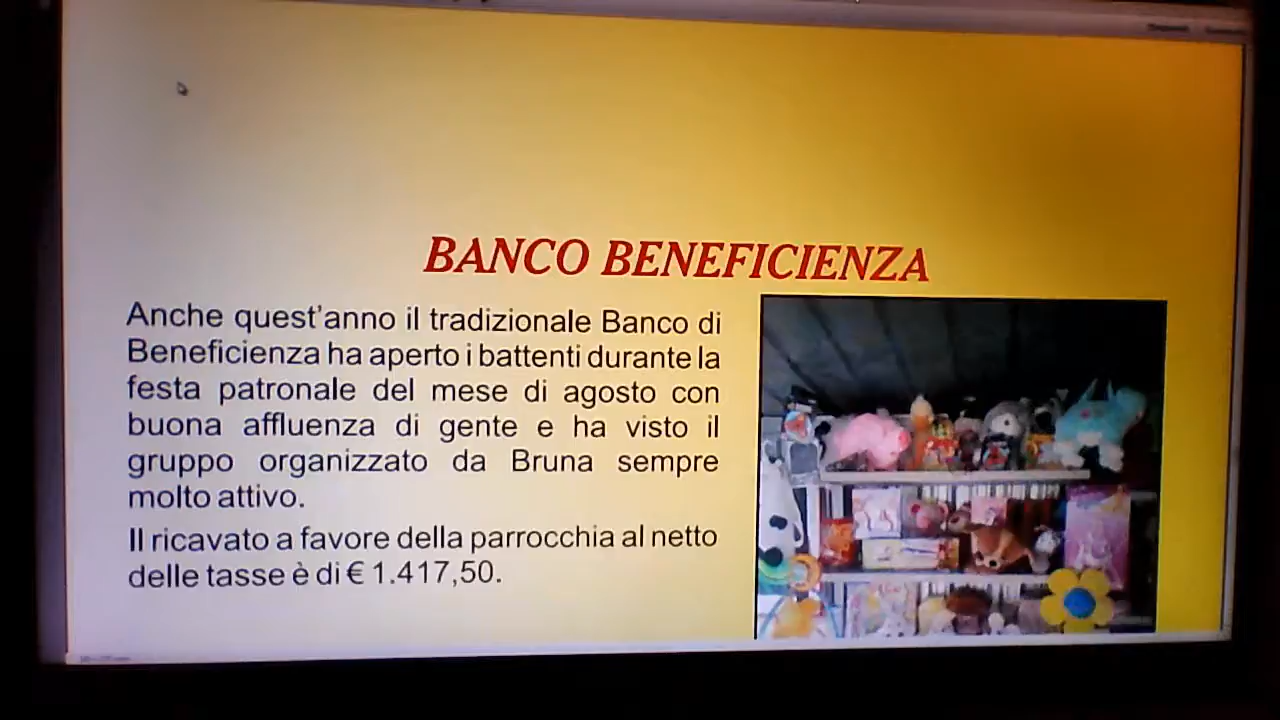 BANCO BENEFICIENZA
Anche quest'anno il tradizionale Banco di
Beneficienza ha aperto i battenti durante la
festa patronale del mese di agosto con
buona affluenza di gente e ha visto il
gruppo organizzato da Bruna sempre
molto attivo.
Il ricavato a favore della parrocchia al netto
delle tasse è di € 1.417,50.